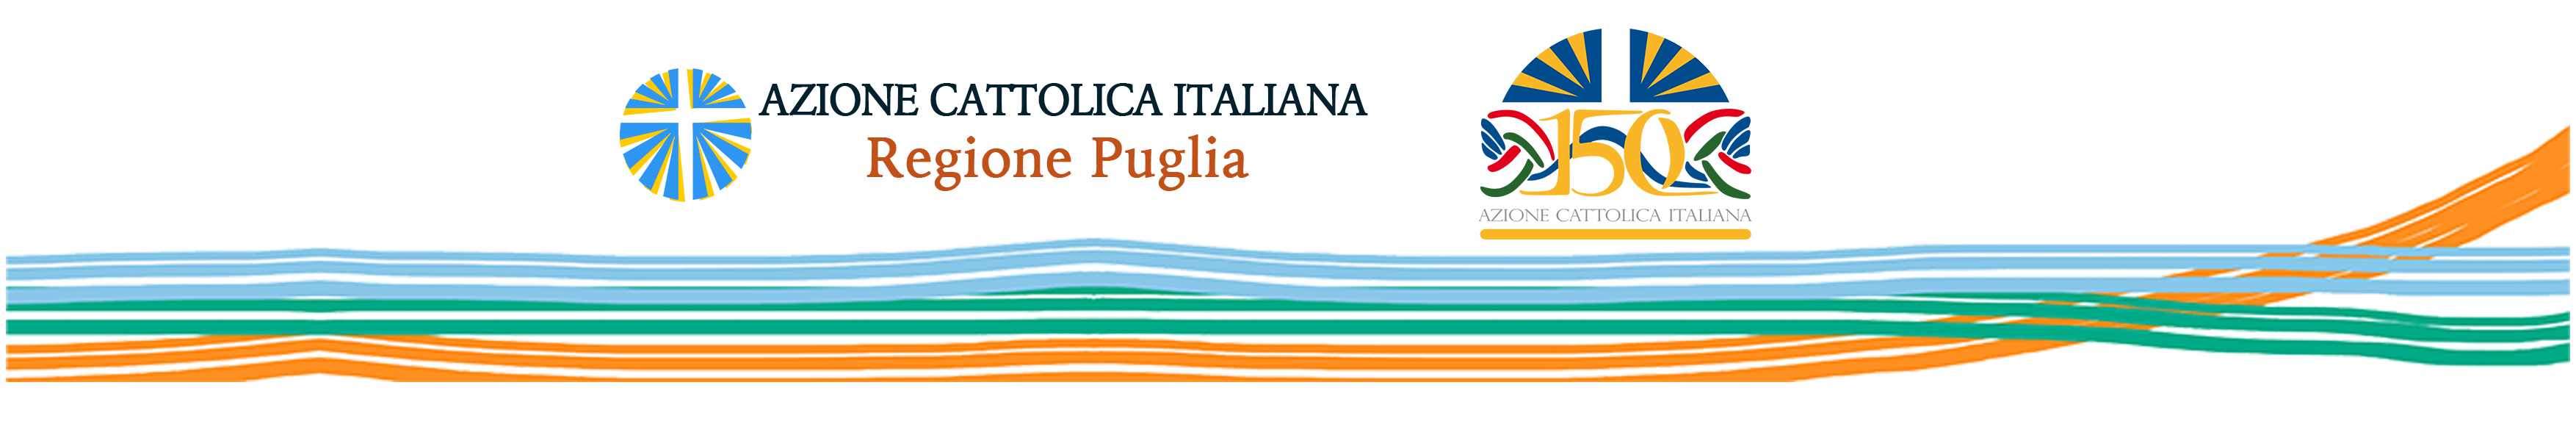 AZIONE CATTOLICA ITALIANA
Regione Puglia
150
AZIONE CATTOLICA ITALIANA